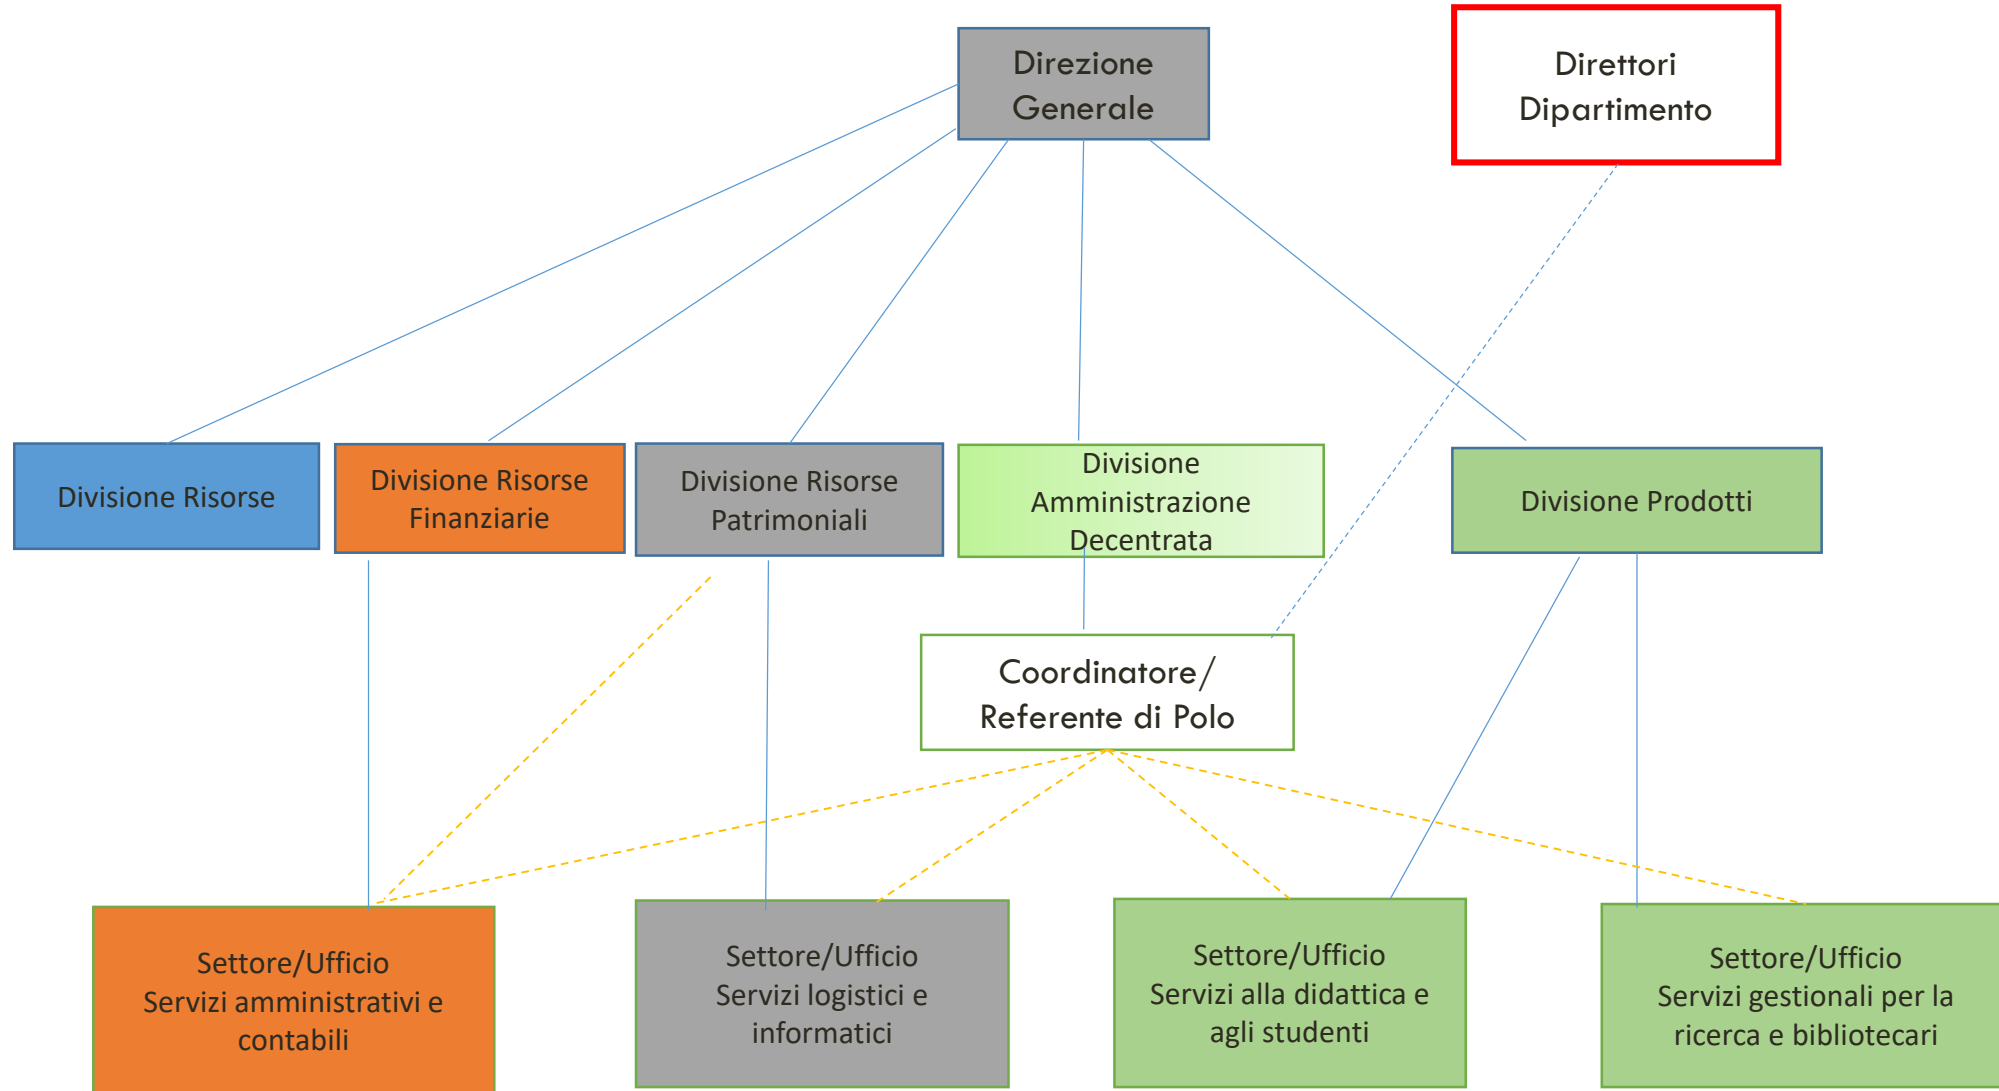 Direzione
Generale
Direttori
Dipartimento
Divisione Risorse
Divisione Risorse
Finanziarie
Divisione Risorse
Patrimoniali
Divisione
Amministrazione
Decentrata
Divisione Prodotti
Coordinatore/
Referente di Polo
Settore/Ufficio
Servizi amministrativi e
contabili
Settore/Ufficio
Servizi logistici e
informatici
Settore/Ufficio
Servizi alla didattica e
agli studenti
Settore/Ufficio
Servizi gestionali per la
ricerca e bibliotecari